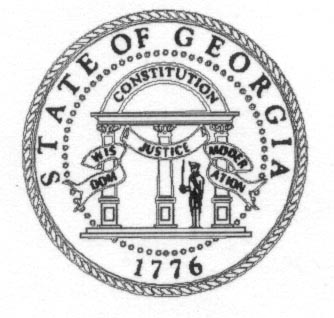 STATE OF GEORGIA
CONSTITUTION
WIS
DOM
JUSTICE
MODER
ATION
1776